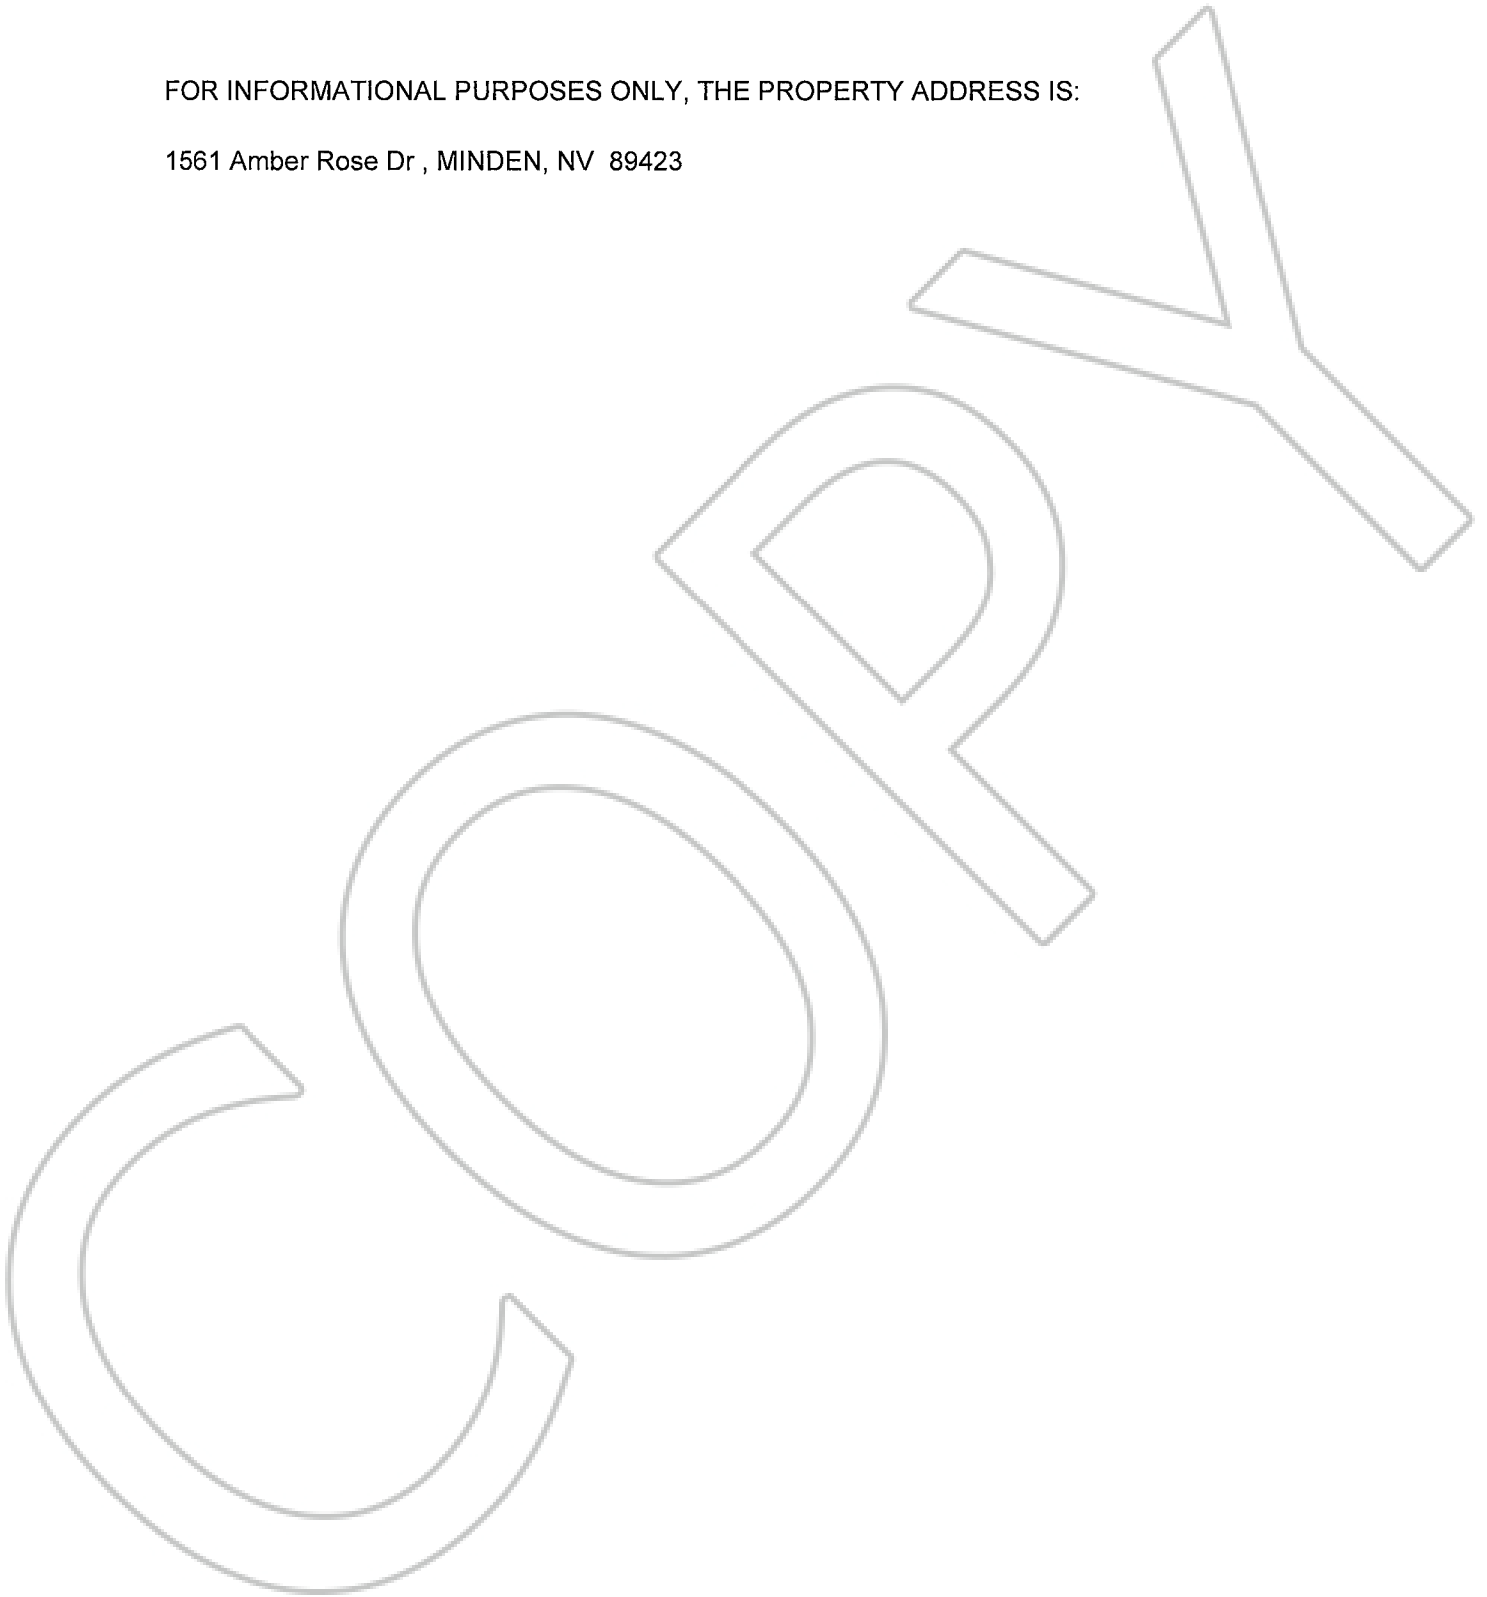 FOR INFORMATIONAL PURPOSES ONLY, THE PROPERTY ADDRESS IS:
1561 Amber Rose Dr , MINDEN, NV  89423
COPY